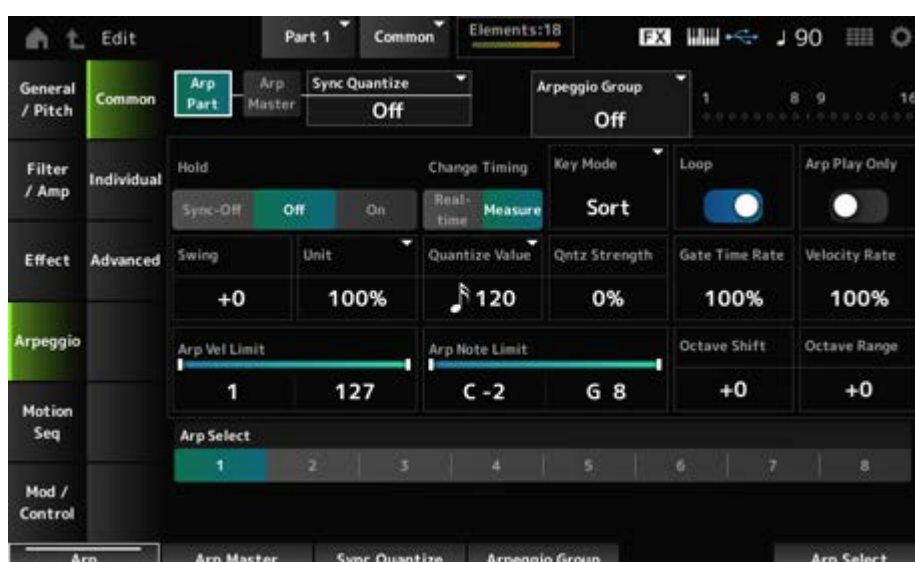 Edit
Part 1
Common
Elements:18
FX
90
General / Pitch
Common
Arp Part
Arp Master
Sync Quantize
Off
Arpeggio Group
Off
1 8 9 16
Filter / Amp
Individual
Hold
Sync-Off
Off
On
Change Timing
Real-time
Measure
Key Mode
Sort
Loop
Arp Play Only
Effect
Advanced
Swing
+0
Unit
100%
Quantize Value
120
Qntz Strength
0%
Gate Time Rate
100%
Velocity Rate
100%
Arpeggio
Arp Vel Limit
1
127
Arp Note Limit
C -2
G 8
Octave Shift
+0
Octave Range
+0
Motion Seq
Arp Select
1 2 3 4 5 6 7 8
Mod / Control
Arp
Arp Master
Sync Quantize
Arpeggio Group
Arp Select